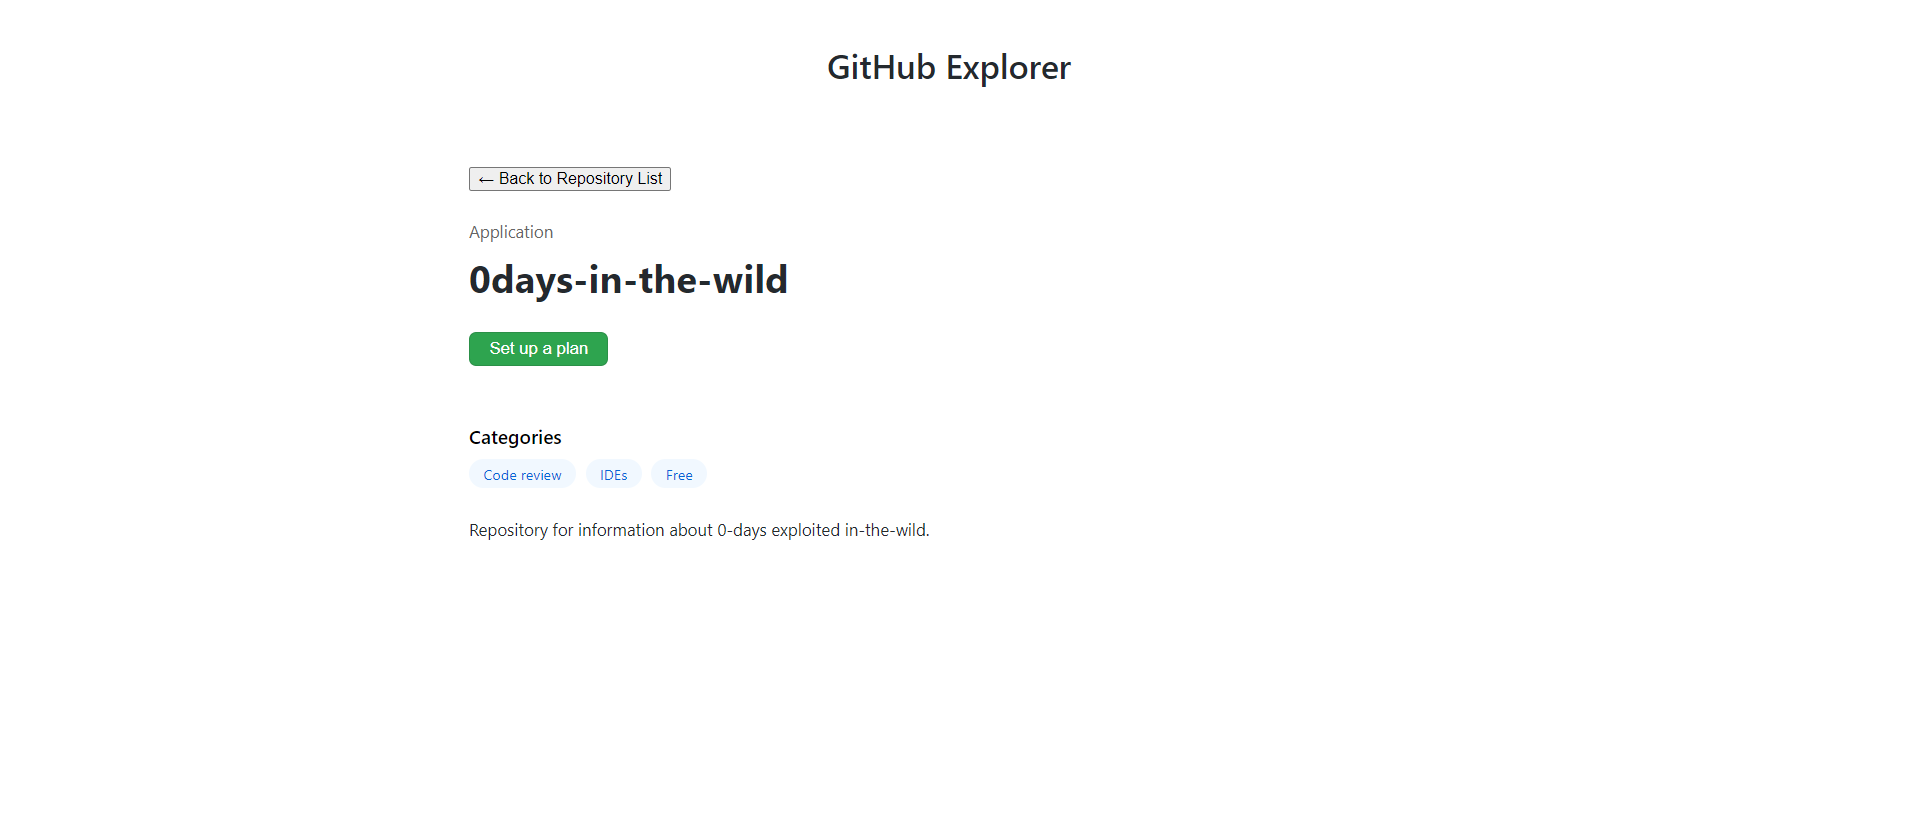 GitHub Explorer
← Back to Repository List
Application
0days-in-the-wild
Set up a plan
Categories
Code review IDEs Free
Repository for information about 0-days exploited in-the-wild.